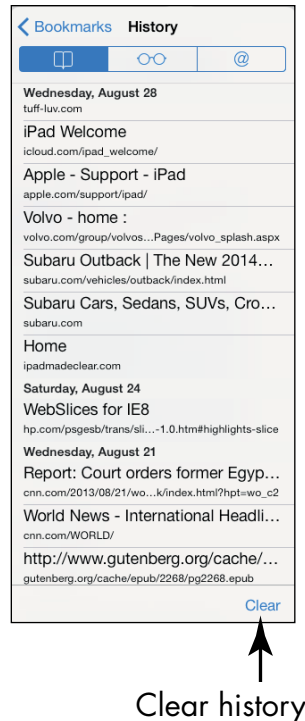 Bookmarks History
@
Wednesday, August 28
tuff-luv.com
iPad Welcome
icloud.com/ipad_welcome/
Apple - Support - iPad
apple.com/support/ipad/
Volvo - home :
volvo.com/group/volvos...Pages/volvo_splash.aspx
Subaru Outback | The New 2014...
subaru.com/vehicles/outback/index.html
Subaru Cars, Sedans, SUVs, Cro...
subaru.com
Home
ipadmadeclear.com
Saturday, August 24
WebSlices for IE8
hp.com/psgesb/trans/sli...-1.0.htm#highlights-slice
Wednesday, August 21
Report: Court orders former Egyp...
cnn.com/2013/08/21/wo...k/index.html?hpt=wo_c2
World News - International Headli...
cnn.com/WORLD/
http://www.gutenberg.org/cache/...
gutenberg.org/cache/epub/2268/pg2268.epub
Clear
Clear history